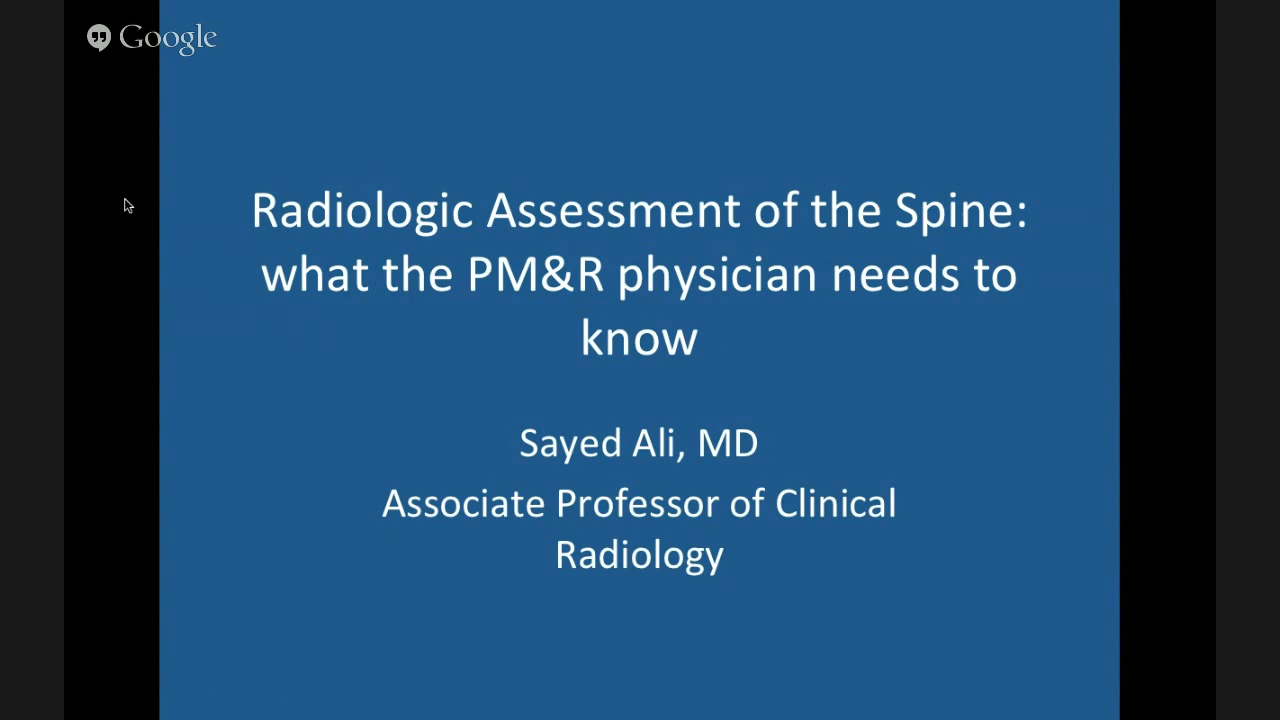 Google
Radiologic Assessment of the Spine:
what the PM&R physician needs to
know
Sayed Ali, MD
Associate Professor of Clinical
Radiology